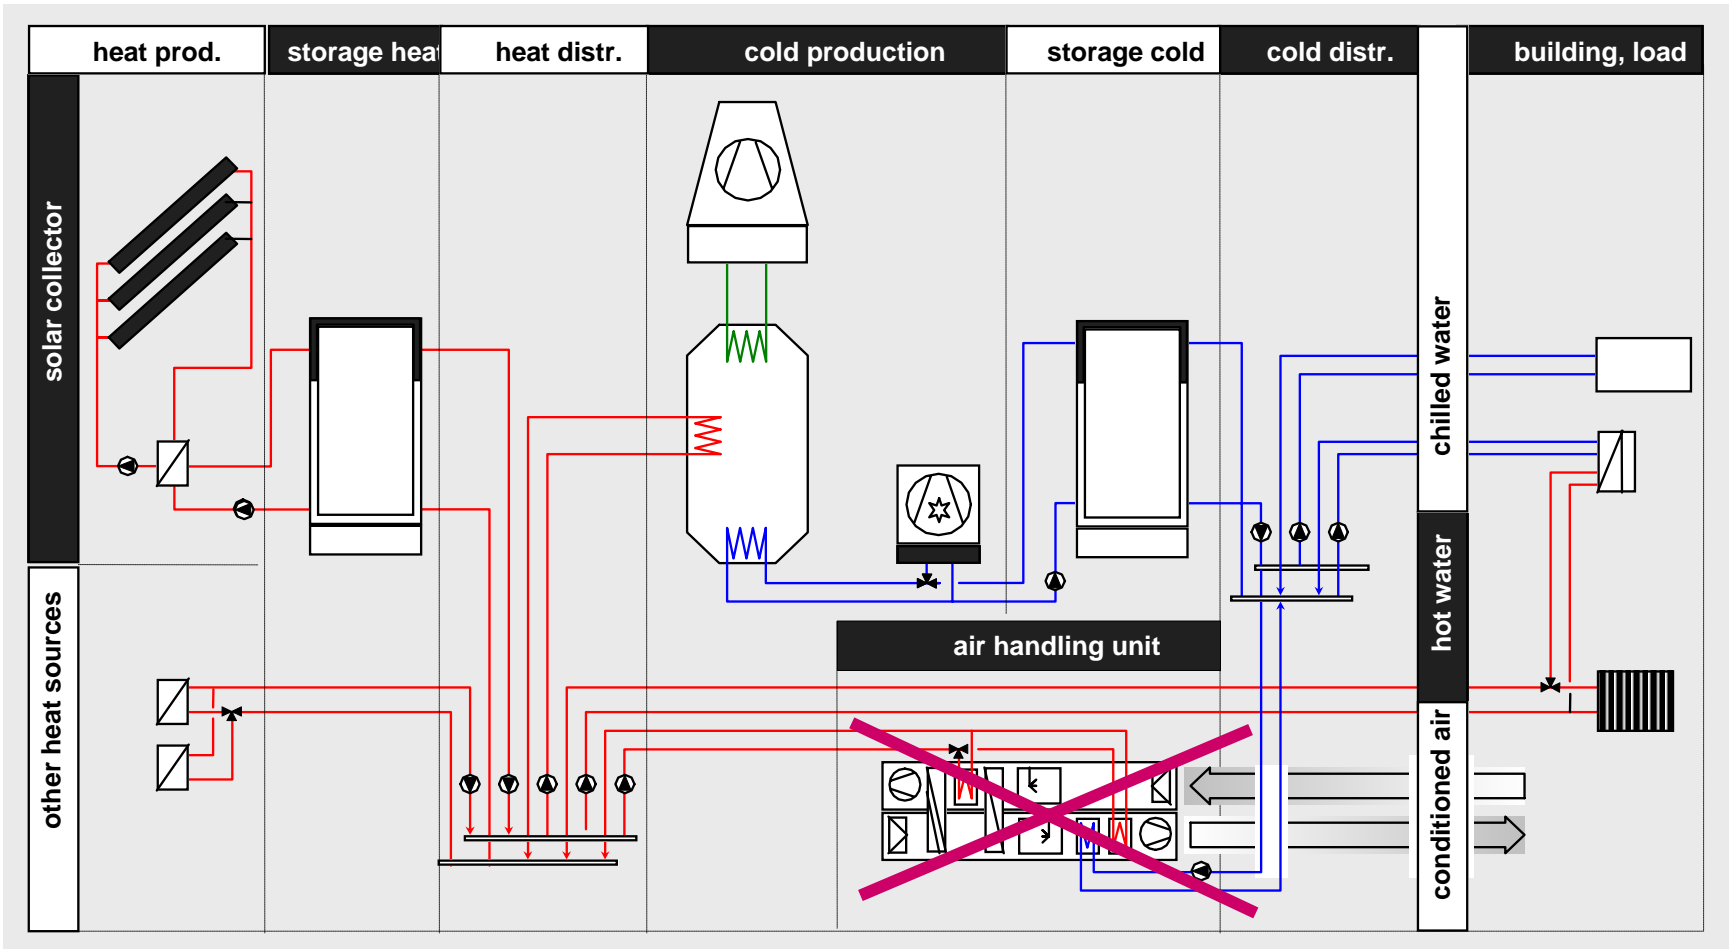 heat prod.
storage heat
heat distr.
cold production
storage cold
cold distr.
building, load
solar collector
other heat sources
air handling unit
chilled water
hot water
conditioned air